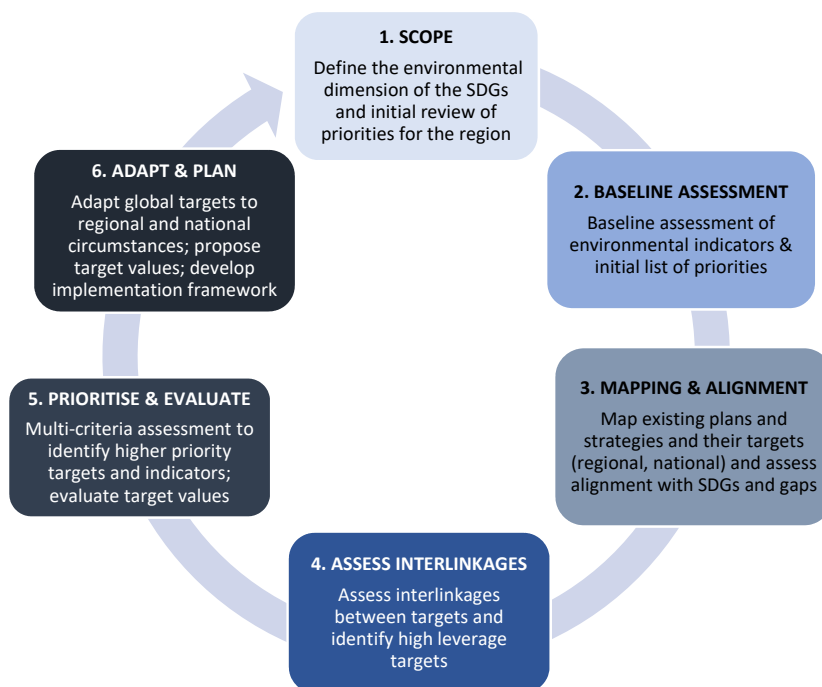 1. SCOPE
Define the environmental
dimension of the SDGs
and initial review of
priorities for the region
2. BASELINE ASSESSMENT
Baseline assessment of
environmental indicators &
initial list of priorities
3. MAPPING & ALIGNMENT
Map existing plans and
strategies and their targets
(regional, national) and assess
alignment with SDGs and gaps
4. ASSESS INTERLINKAGES
Assess interlinkages
between targets and
identify high leverage
targets
5. PRIORITISE & EVALUATE
Multi-criteria assessment to
identify higher priority
targets and indicators;
evaluate target values
6. ADAPT & PLAN
Adapt global targets to
regional and national
circumstances; propose
target values; develop
implementation framework